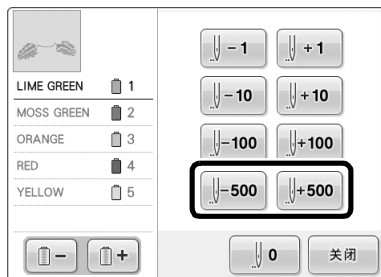 LIME GREEN 1
MOSS GREEN 2
ORANGE 3
RED 4
YELLOW 5
− +
-1 +1
-10 +10
-100 +100
-500 +500
0 关闭